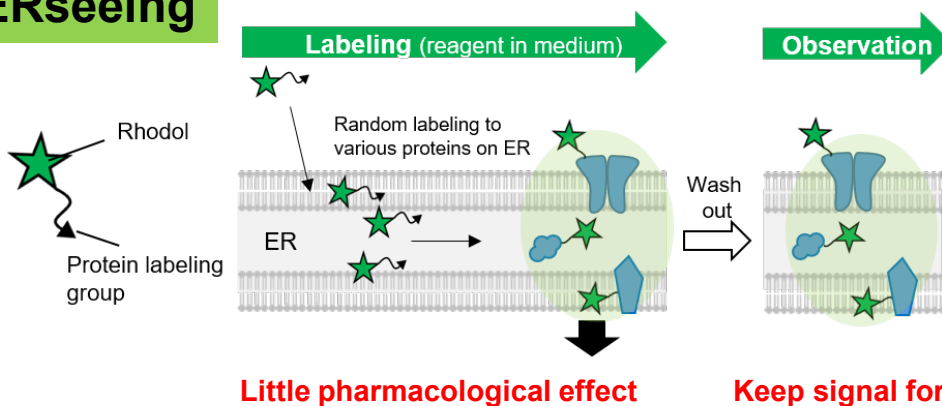 ERseeing
Labeling (reagent in medium)
Observation
Rhodol
Random labeling to
various proteins on ER
Wash
out
ER
Protein labeling
group
Little pharmacological effect
Keep signal for